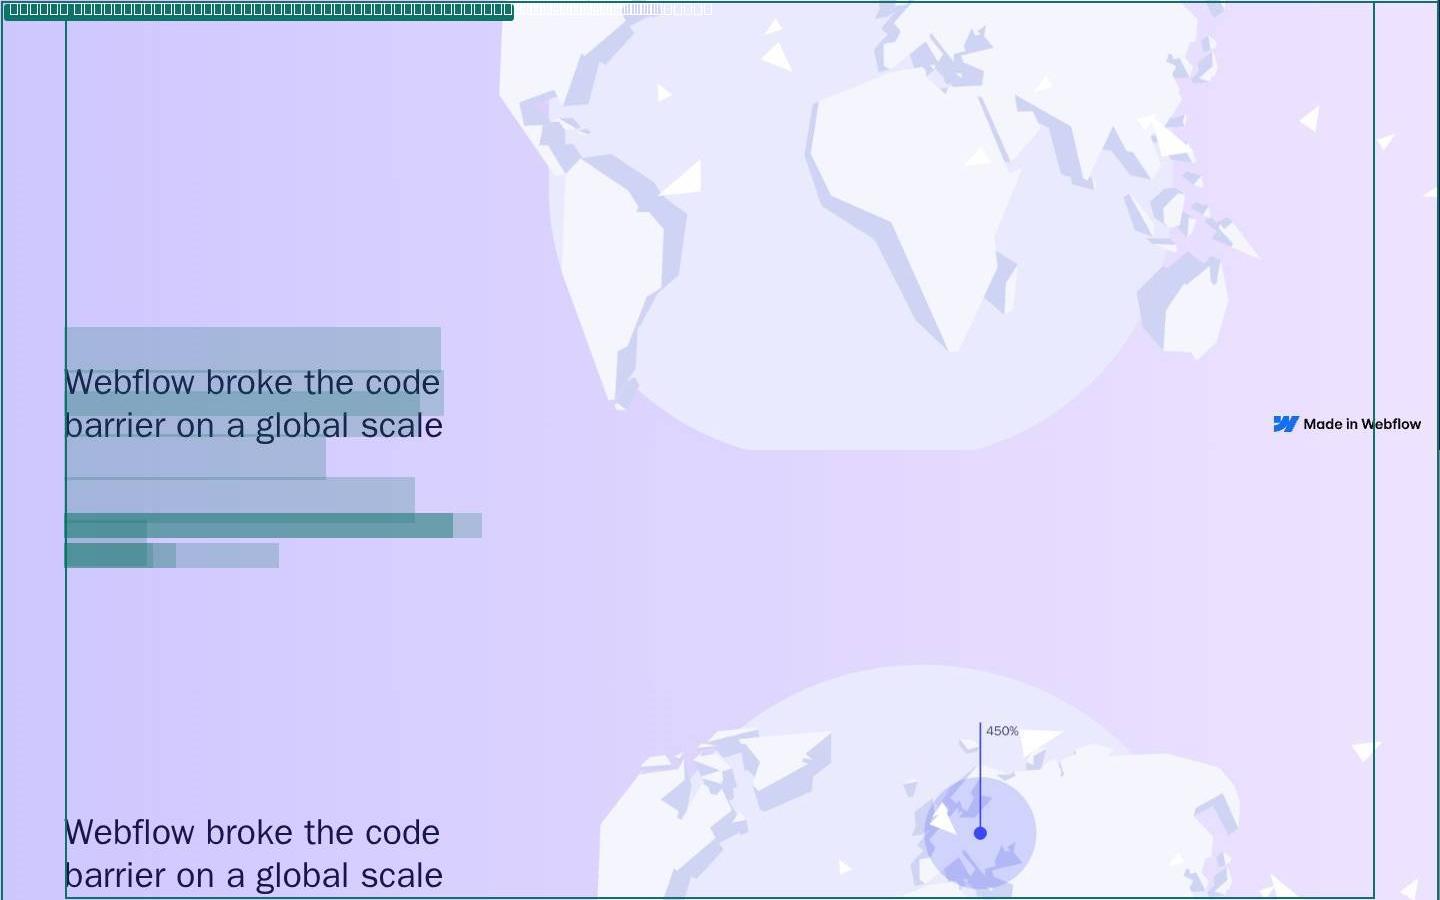 Webflow broke the code
barrier on a global scale
Made in Webflow
450%
Webflow broke the code
barrier on a global scale